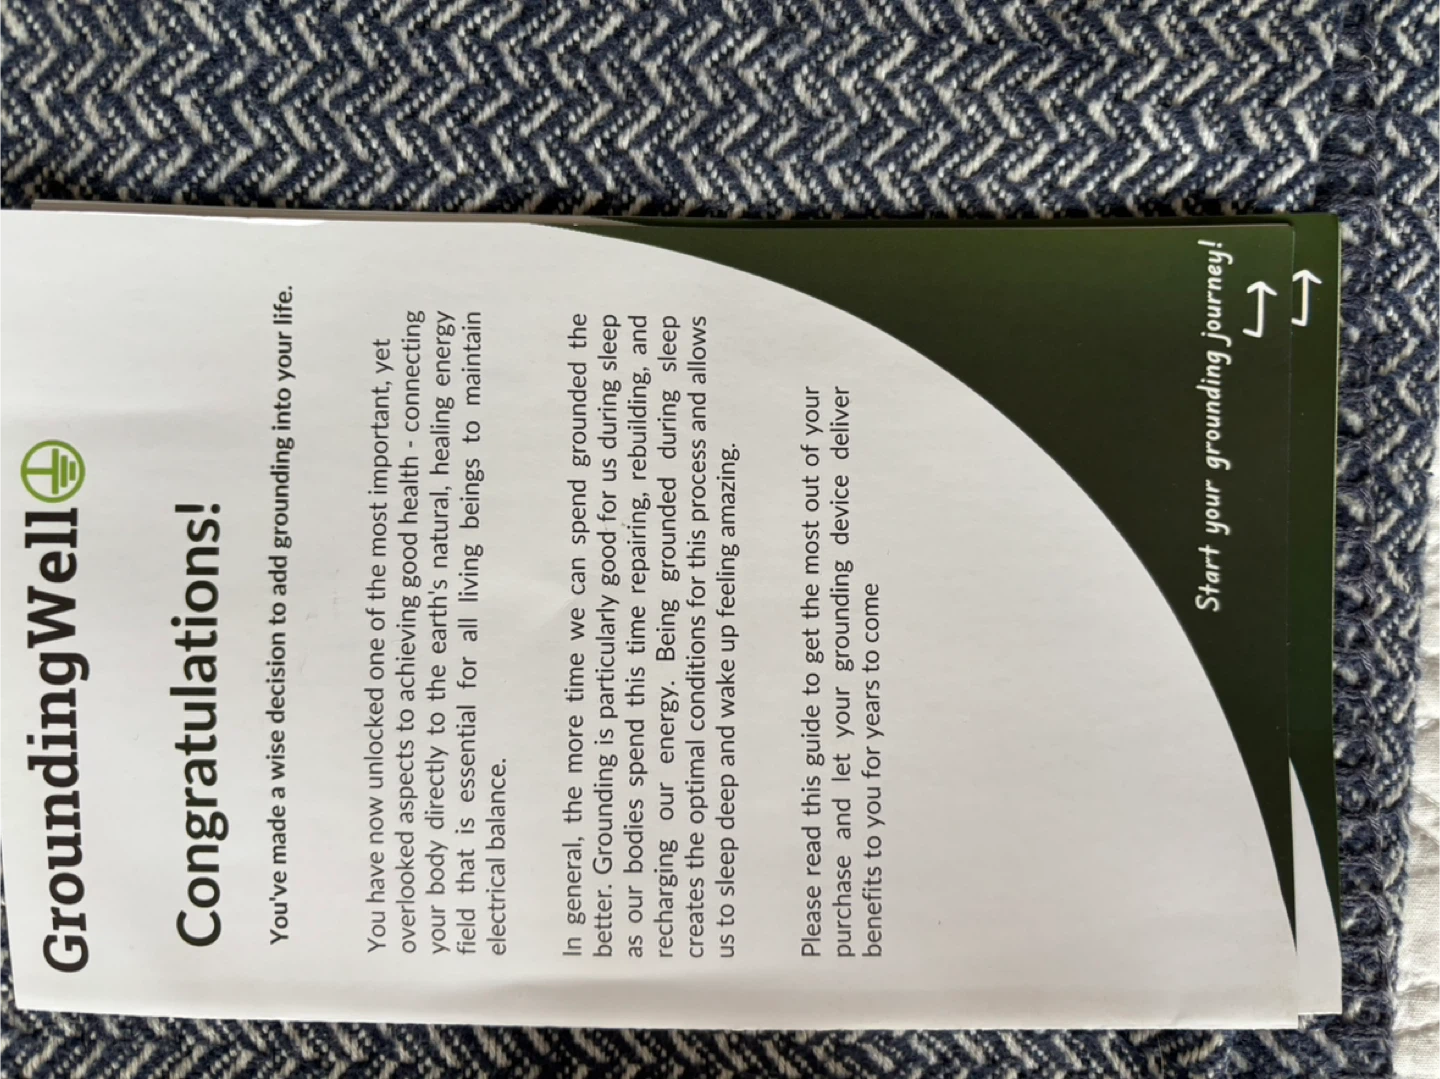 GroundingWell
Congratulations!
You've made a wise decision to add grounding into your life.
You have now unlocked one of the most important, yet
overlooked aspects to achieving good health - connecting
your body directly to the earth's natural, healing energy
field that is essential for all living beings to maintain
electrical balance.
In general, the more time we can spend grounded the
better. Grounding is particularly good for us during sleep
as our bodies spend this time repairing, rebuilding, and
recharging our energy. Being grounded during sleep
creates the optimal conditions for this process and allows
us to sleep deep and wake up feeling amazing.
Please read this guide to get the most out of your
purchase and let your grounding device deliver
benefits to you for years to come
Start your grounding journey!